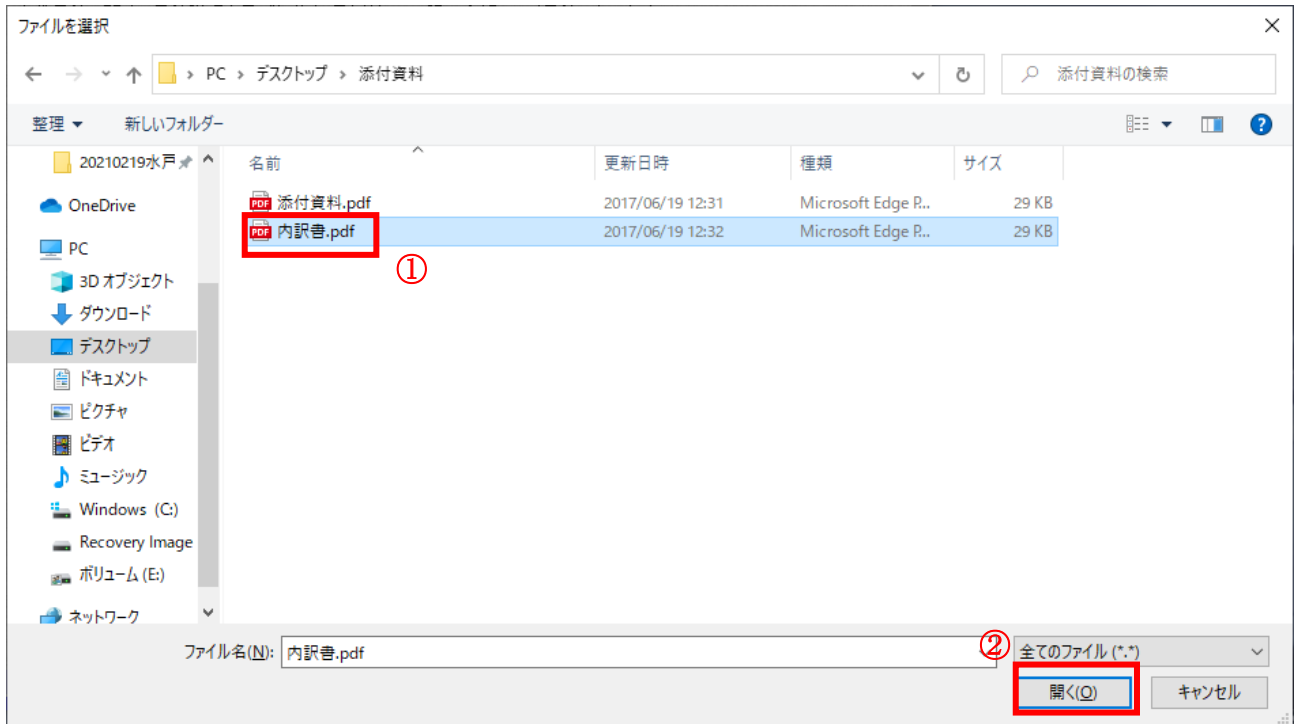 ファイルを選択
PC › デスクトップ › 添付資料
添付資料の検索
整理
新しいフォルダー
20210219水戸
名前
更新日時
種類
サイズ
OneDrive
添付資料.pdf
2017/06/19 12:31
Microsoft Edge P...
29 KB
内訳書.pdf
2017/06/19 12:32
Microsoft Edge P...
29 KB
PC
①
3D オブジェクト
ダウンロード
デスクトップ
ドキュメント
ピクチャ
ビデオ
ミュージック
Windows (C:)
Recovery Image
ボリューム (E:)
ネットワーク
②
ファイル名(N):
内訳書.pdf
全てのファイル (*.*)
開く(O)
キャンセル